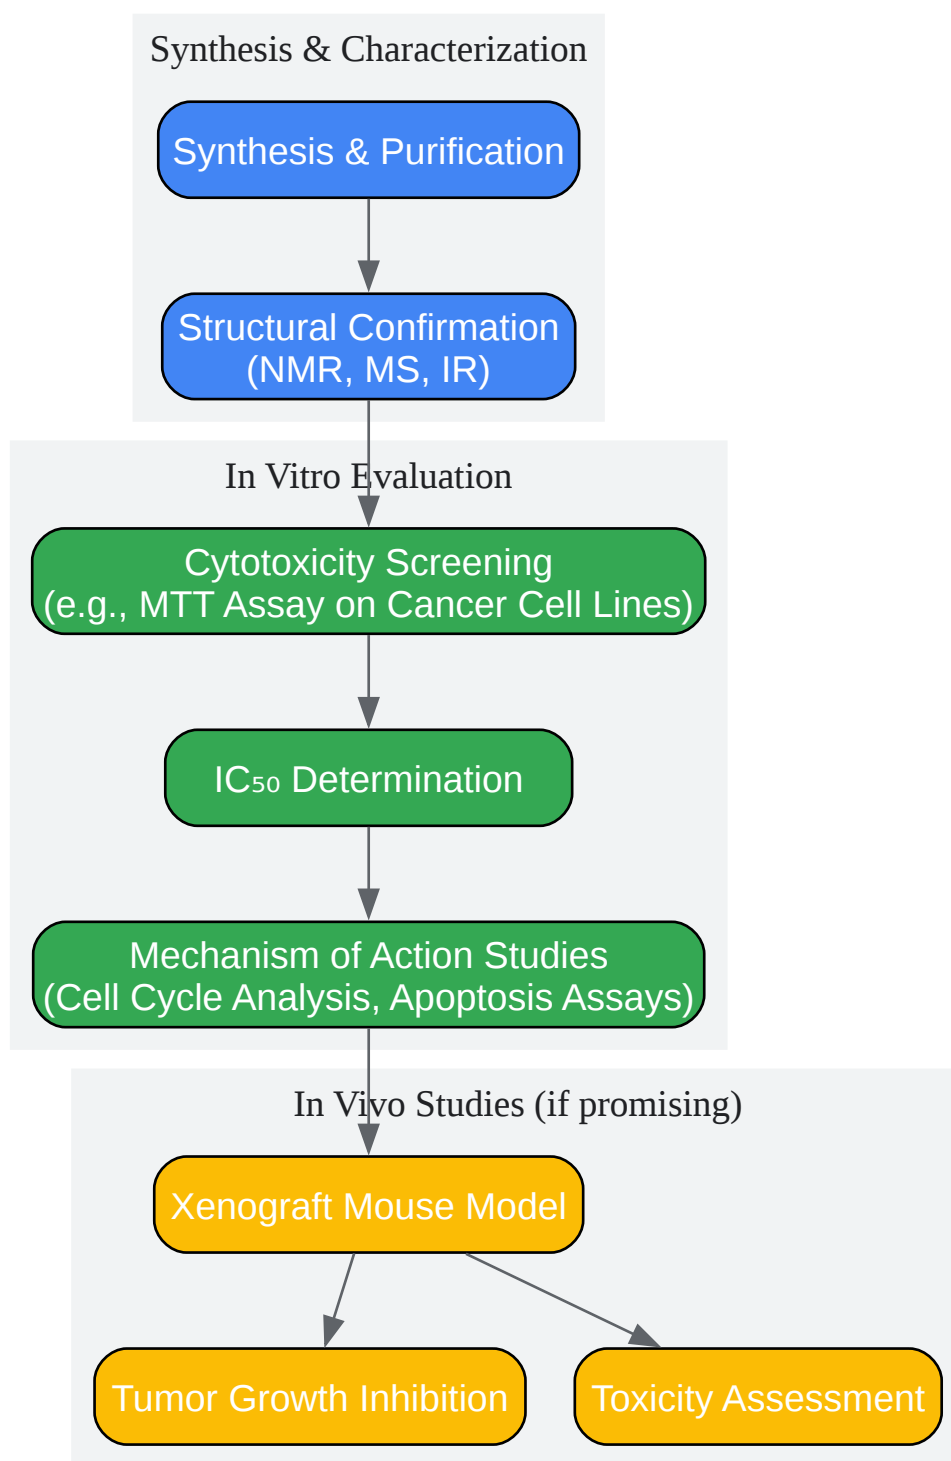 Synthesis & Characterization
Synthesis & Purification
Structural Confirmation
(NMR, MS, IR)
In Vitro Evaluation
Cytotoxicity Screening
(e.g., MTT Assay on Cancer Cell Lines)
IC₅₀ Determination
Mechanism of Action Studies
(Cell Cycle Analysis, Apoptosis Assays)
In Vivo Studies (if promising)
Xenograft Mouse Model
Tumor Growth Inhibition
Toxicity Assessment